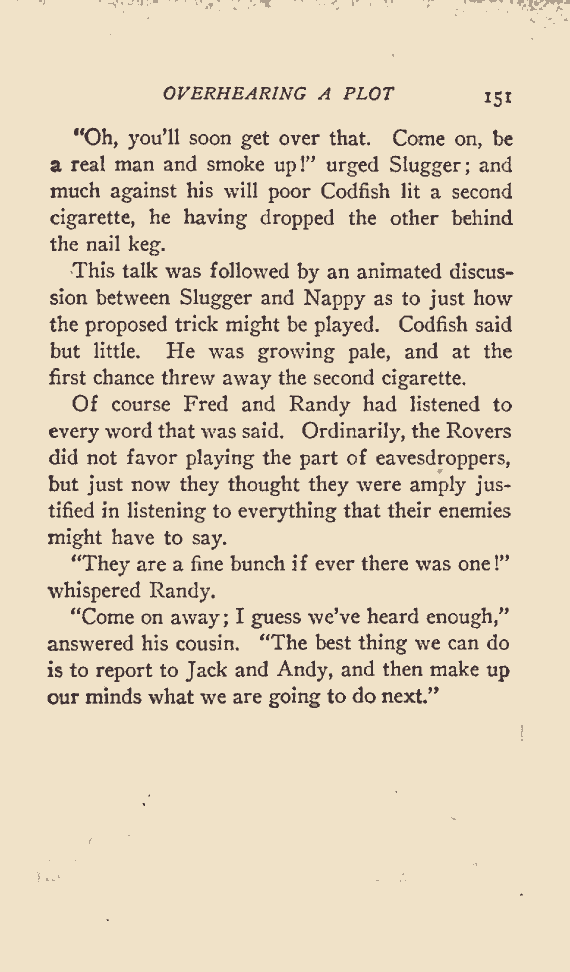 OVERHEARING A PLOT 151
"Oh, you'll soon get over that. Come on, be
a real man and smoke up!" urged Slugger; and
much against his will poor Codfish lit a second
cigarette, he having dropped the other behind
the nail keg.
This talk was followed by an animated discus-
sion between Slugger and Nappy as to just how
the proposed trick might be played. Codfish said
but little. He was growing pale, and at the
first chance threw away the second cigarette.
Of course Fred and Randy had listened to
every word that was said. Ordinarily, the Rovers
did not favor playing the part of eavesdroppers,
but just now they thought they were amply jus-
tified in listening to everything that their enemies
might have to say.
"They are a fine bunch if ever there was one!"
whispered Randy.
"Come on away; I guess we've heard enough,"
answered his cousin. "The best thing we can do
is to report to Jack and Andy, and then make up
our minds what we are going to do next."